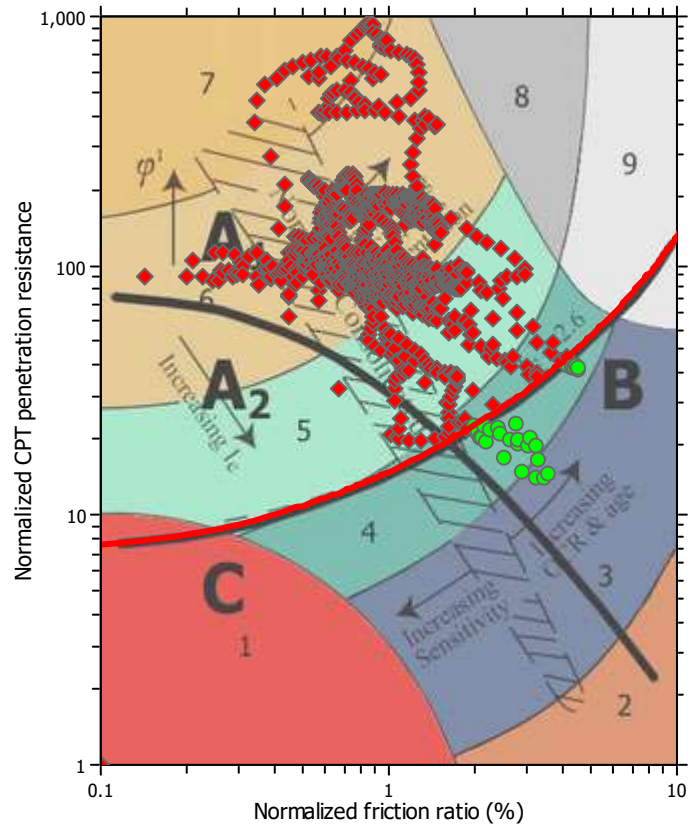 1,000
100
10
1
0.1
1
10
Normalized CPT penetration resistance
Normalized friction ratio (%)
7
8
9
6
5
4
3
2
1
φ'
A
A2
B
C
2.6
Increasing Ic
Increasing
Sensitivity
Increasing
& age